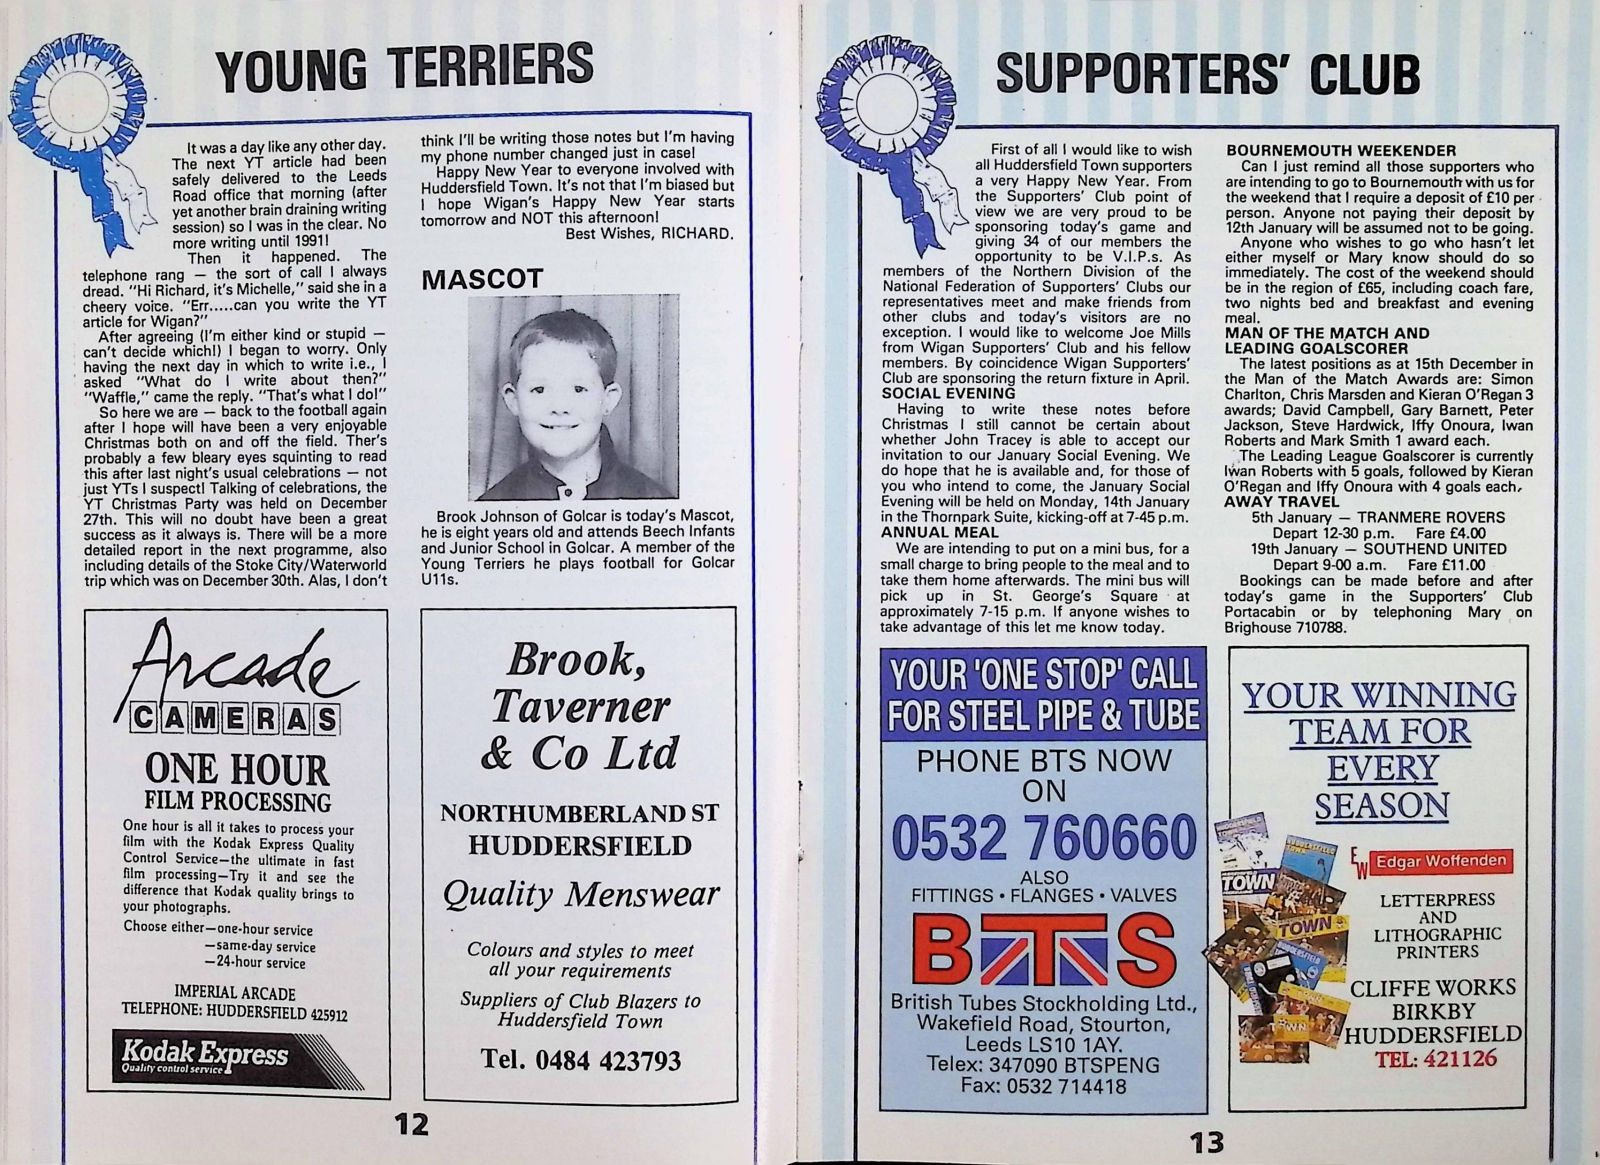 YOUNG TERRIERS
It was a day like any other day.
The next YT article had been
safely delivered to the Leeds
Road office that morning (after
yet another brain draining writing
session) so I was in the clear. No
more writing until 1991!
Then it happened. The
telephone rang — the sort of call I always
dread. "Hi Richard, it's Michelle," said she in a
cheery voice. "Err.....can you write the YT
article for Wigan?"
After agreeing (I'm either kind or stupid —
can't decide which!) I began to worry. Only
having the next day in which to write i.e., I
asked "What do I write about then?"
"Waffle," came the reply. "That's what I do!"
So here we are — back to the football again
after I hope will have been a very enjoyable
Christmas both on and off the field. Ther's
probably a few bleary eyes squinting to read
this after last night's usual celebrations — not
just YTs I suspect! Talking of celebrations, the
YT Christmas Party was held on December
27th. This will no doubt have been a great
success as it always is. There will be a more
detailed report in the next programme, also
including details of the Stoke City/Waterworld
trip which was on December 30th. Alas, I don't
think I'll be writing those notes but I'm having
my phone number changed just in case!
Happy New Year to everyone involved with
Huddersfield Town. It's not that I'm biased but
I hope Wigan's Happy New Year starts
tomorrow and NOT this afternoon!
Best Wishes, RICHARD.
MASCOT
Brook Johnson of Golcar is today's Mascot,
he is eight years old and attends Beech Infants
and Junior School in Golcar. A member of the
Young Terriers he plays football for Golcar
U11s.
Arcade
CAMERAS
ONE HOUR
FILM PROCESSING
One hour is all it takes to process your
film with the Kodak Express Quality
Control Service—the ultimate in fast
film processing—Try it and see the
difference that Kodak quality brings to
your photographs.
Choose either—one-hour service
—same-day service
—24-hour service
IMPERIAL ARCADE
TELEPHONE: HUDDERSFIELD 425912
Kodak Express
Quality control service
Brook,
Taverner
& Co Ltd
NORTHUMBERLAND ST
HUDDERSFIELD
Quality Menswear
Colours and styles to meet
all your requirements
Suppliers of Club Blazers to
Huddersfield Town
Tel. 0484 423793
12
SUPPORTERS' CLUB
First of all I would like to wish
all Huddersfield Town supporters
a very Happy New Year. From
the Supporters' Club point of
view we are very proud to be
sponsoring today's game and
giving 34 of our members the
opportunity to be V.I.P.s. As
members of the Northern Division of the
National Federation of Supporters' Clubs our
representatives meet and make friends from
other clubs and today's visitors are no
exception. I would like to welcome Joe Mills
from Wigan Supporters' Club and his fellow
members. By coincidence Wigan Supporters'
Club are sponsoring the return fixture in April.
SOCIAL EVENING
Having to write these notes before
Christmas I still cannot be certain about
whether John Tracey is able to accept our
invitation to our January Social Evening. We
do hope that he is available and, for those of
you who intend to come, the January Social
Evening will be held on Monday, 14th January
in the Thornpark Suite, kicking-off at 7-45 p.m.
ANNUAL MEAL
We are intending to put on a mini bus, for a
small charge to bring people to the meal and to
take them home afterwards. The mini bus will
pick up in St. George's Square at
approximately 7-15 p.m. If anyone wishes to
take advantage of this let me know today.
BOURNEMOUTH WEEKENDER
Can I just remind all those supporters who
are intending to go to Bournemouth with us for
the weekend that I require a deposit of £10 per
person. Anyone not paying their deposit by
12th January will be assumed not to be going.
Anyone who wishes to go who hasn't let
either myself or Mary know should do so
immediately. The cost of the weekend should
be in the region of £65, including coach fare,
two nights bed and breakfast and evening
meal.
MAN OF THE MATCH AND
LEADING GOALSCORER
The latest positions as at 15th December in
the Man of the Match Awards are: Simon
Charlton, Chris Marsden and Kieran O'Regan 3
awards; David Campbell, Gary Barnett, Peter
Jackson, Steve Hardwick, Iffy Onoura, Iwan
Roberts and Mark Smith 1 award each.
The Leading League Goalscorer is currently
Iwan Roberts with 5 goals, followed by Kieran
O'Regan and Iffy Onoura with 4 goals each.
AWAY TRAVEL
5th January — TRANMERE ROVERS
Depart 12-30 p.m. Fare £4.00
19th January — SOUTHEND UNITED
Depart 9-00 a.m. Fare £11.00
Bookings can be made before and after
today's game in the Supporters' Club
Portacabin or by telephoning Mary on
Brighouse 710788.
YOUR 'ONE STOP' CALL
FOR STEEL PIPE & TUBE
PHONE BTS NOW
ON
0532 760660
ALSO
FITTINGS • FLANGES • VALVES
BTS
British Tubes Stockholding Ltd.,
Wakefield Road, Stourton,
Leeds LS10 1AY.
Telex: 347090 BTSPENG
Fax: 0532 714418
YOUR WINNING
TEAM FOR
EVERY
SEASON
TOWN
TOWN
TOWN
EW Edgar Woffenden
LETTERPRESS
AND
LITHOGRAPHIC
PRINTERS
CLIFFE WORKS
BIRKBY
HUDDERSFIELD
TEL: 421126
13